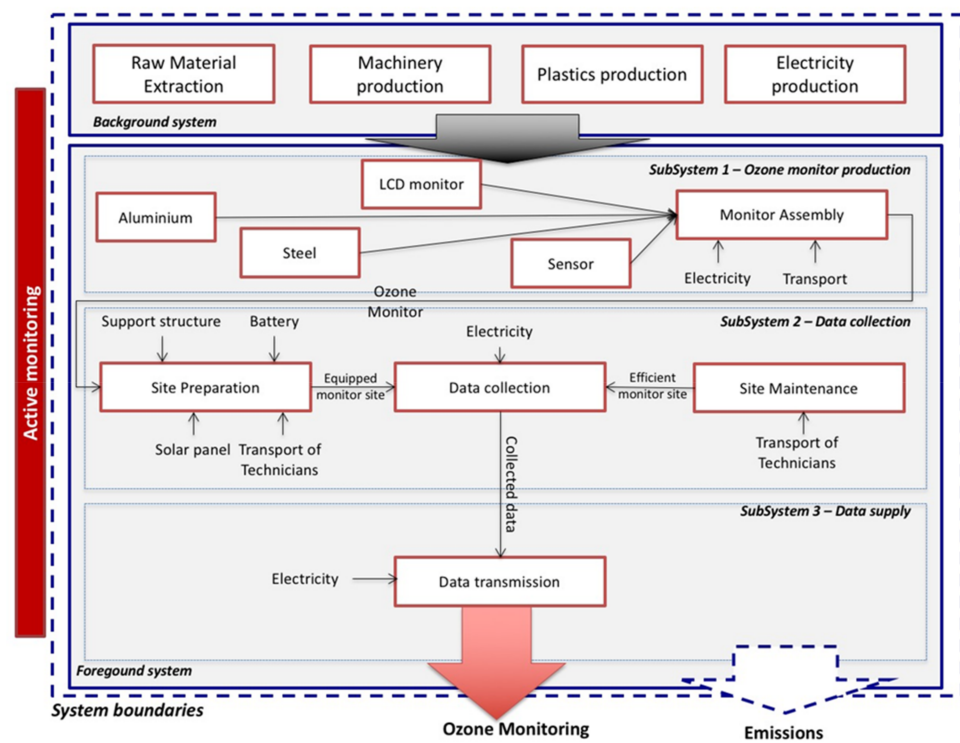 Active monitoring
Raw Material
Extraction
Machinery
production
Plastics production
Electricity
production
Background system
SubSystem 1 – Ozone monitor production
LCD monitor
Aluminium
Monitor Assembly
Steel
Sensor
Electricity
Transport
Ozone
Monitor
SubSystem 2 – Data collection
Support structure
Battery
Electricity
Site Preparation
Equipped
monitor site
Data collection
Efficient
monitor site
Site Maintenance
Solar panel
Transport of
Technicians
Transport of
Technicians
Collected data
SubSystem 3 – Data supply
Electricity
Data transmission
Foregound system
System boundaries
Ozone Monitoring
Emissions